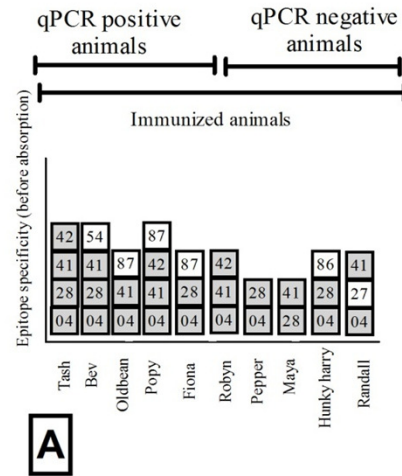 qPCR positive
animals
qPCR negative
animals
Immunized animals
Epitope specificity (before absorption)
42 54 87
41 41 87 42 87 42 86 41
28 28 41 41 28 41 28 41 28 27
04 04 04 04 04 04 04 28 04 04
Tash Bev Oldbean Popy Fiona Robyn Pepper Maya Hunky harry Randall
A